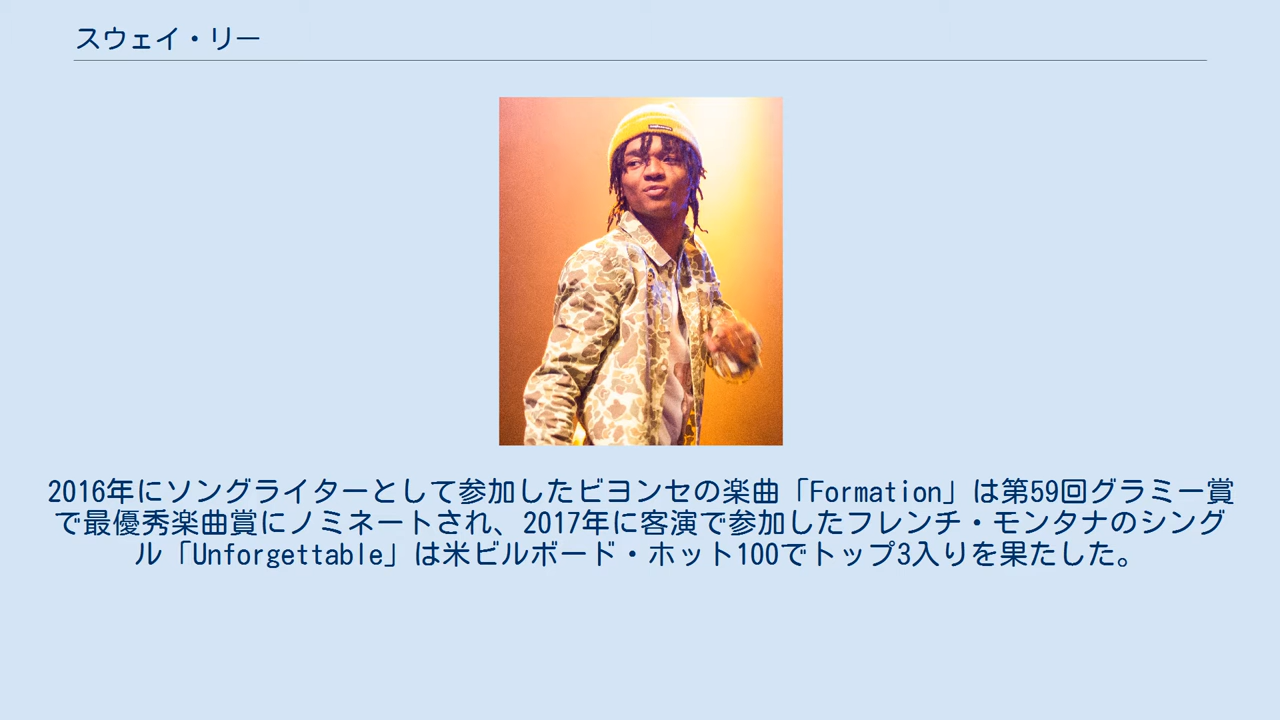 スウェイ・リー
2016年にソングライターとして参加したビヨンセの楽曲「Formation」は第59回グラミー賞
で最優秀楽曲賞にノミネートされ、2017年に客演で参加したフレンチ・モンタナのシング
ル「Unforgettable」は米ビルボード・ホット100でトップ3入りを果たした。